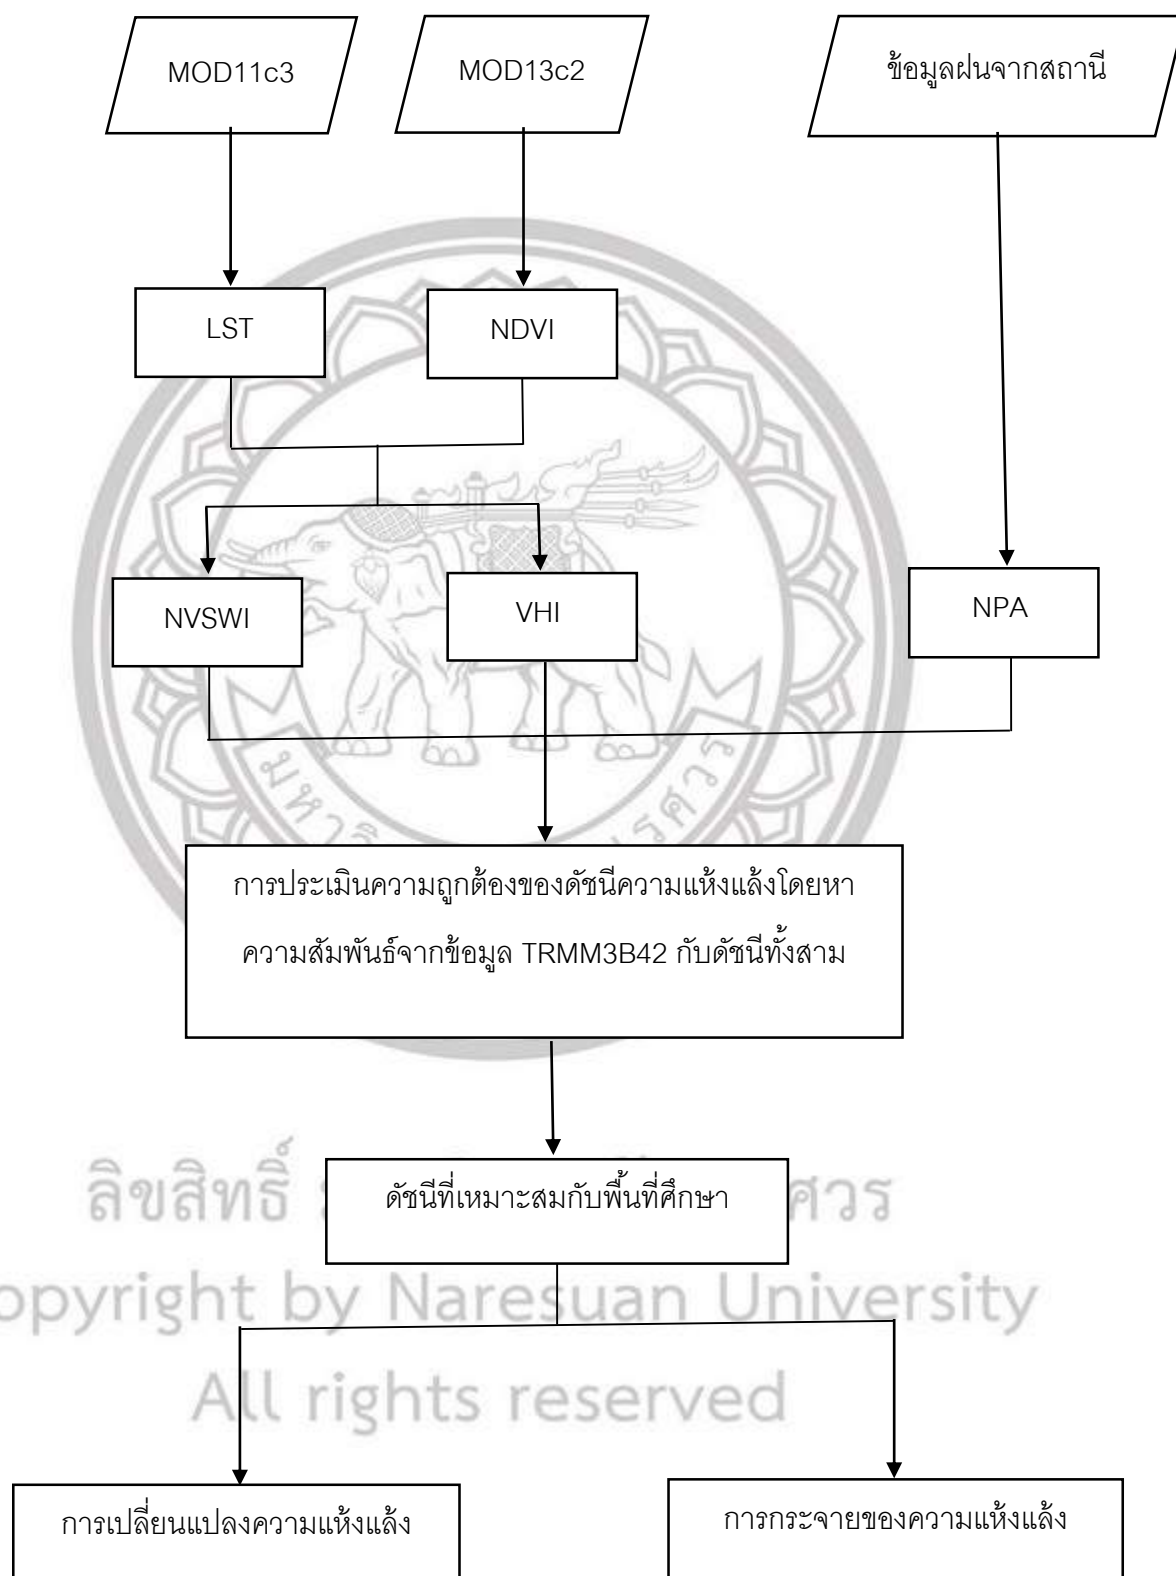 MOD11c3
MOD13c2
ข้อมูลฝนจากสถานี
LST
NDVI
NVSWI
VHI
NPA
การประเมินความถูกต้องของดัชนีความแห้งแล้งโดยหา
ความสัมพันธ์จากข้อมูล TRMM3B42 กับดัชนีทั้งสาม
ลิขสิทธิ์
ศวร
ดัชนีที่เหมาะสมกับพื้นที่ศึกษา
opyright by Naresuan University
All rights reserved
การเปลี่ยนแปลงความแห้งแล้ง
การกระจายของความแห้งแล้ง